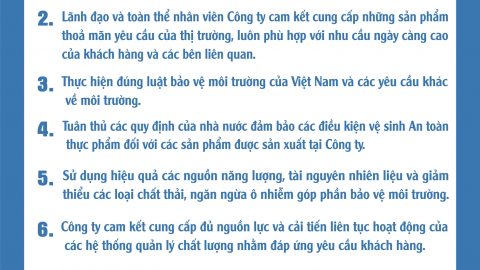 2. Lãnh đạo và toàn thể nhân viên Công ty cam kết cung cấp những sản phẩm
thoả mãn yêu cầu của thị trường, luôn phù hợp với nhu cầu ngày càng cao
của khách hàng và các bên liên quan.
3. Thực hiện đúng luật bảo vệ môi trường của Việt Nam và các yêu cầu khác
về môi trường.
4. Tuân thủ các quy định của nhà nước đảm bảo các điều kiện vệ sinh An toàn
thực phẩm đối với các sản phẩm được sản xuất tại Công ty.
5. Sử dụng hiệu quả các nguồn năng lượng, tài nguyên nhiên liệu và giảm
thiểu các loại chất thải, ngăn ngừa ô nhiễm góp phần bảo vệ môi trường.
6. Công ty cam kết cung cấp đủ nguồn lực và cải tiến liên tục hoạt động của
các hệ thống quản lý chất lượng nhằm đáp ứng yêu cầu khách hàng.